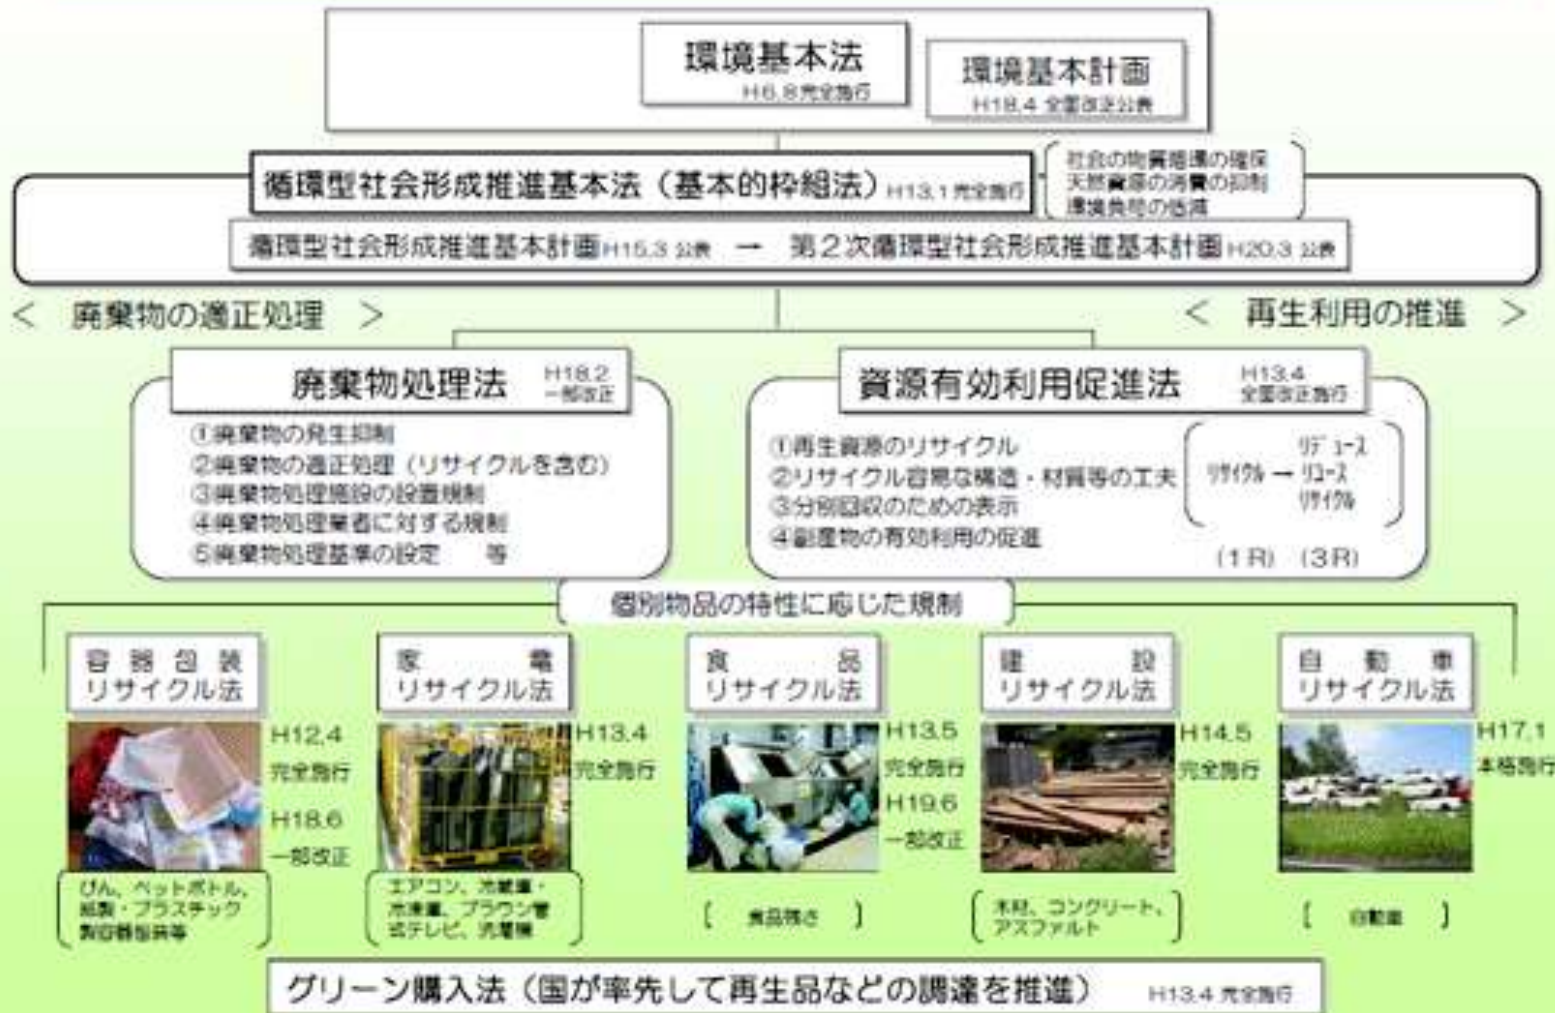 環境基本法
H6.8完全施行
環境基本計画
H18.4 全面改正公表
循環型社会形成推進基本法(基本的枠組法) H13.1 完全施行
社会の物質循環の確保
天然資源の消費の抑制
環境負荷の低減
循環型社会形成推進基本計画 H15.3 公表 → 第2次循環型社会形成推進基本計画 H20.3 公表
< 廃棄物の適正処理 >
< 再生利用の推進 >
廃棄物処理法 H18.2 一部改正
①廃棄物の発生抑制
②廃棄物の適正処理(リサイクルを含む)
③廃棄物処理施設の設置規制
④廃棄物処理業者に対する規制
⑤廃棄物処理基準の設定 等
資源有効利用促進法 H13.4 全面改正施行
①再生資源のリサイクル
②リサイクル容易な構造・材質等の工夫
③分別回収のための表示
④副産物の有効利用の促進
リデュース
リサイクル → リユース
リサイクル
(1R) (3R)
個別物品の特性に応じた規制
容器包装
リサイクル法
H12.4
完全施行
H18.6
一部改正
びん、ペットボトル、
紙製・プラスチック
製容器包装等
家電
リサイクル法
H13.4
完全施行
エアコン、冷蔵庫・
冷凍庫、ブラウン管
式テレビ、洗濯機
食品
リサイクル法
H13.5
完全施行
H19.6
一部改正
食品残さ
建設
リサイクル法
H14.5
完全施行
木材、コンクリート、
アスファルト
自動車
リサイクル法
H17.1
本格施行
自動車
グリーン購入法(国が率先して再生品などの調達を推進) H13.4 完全施行